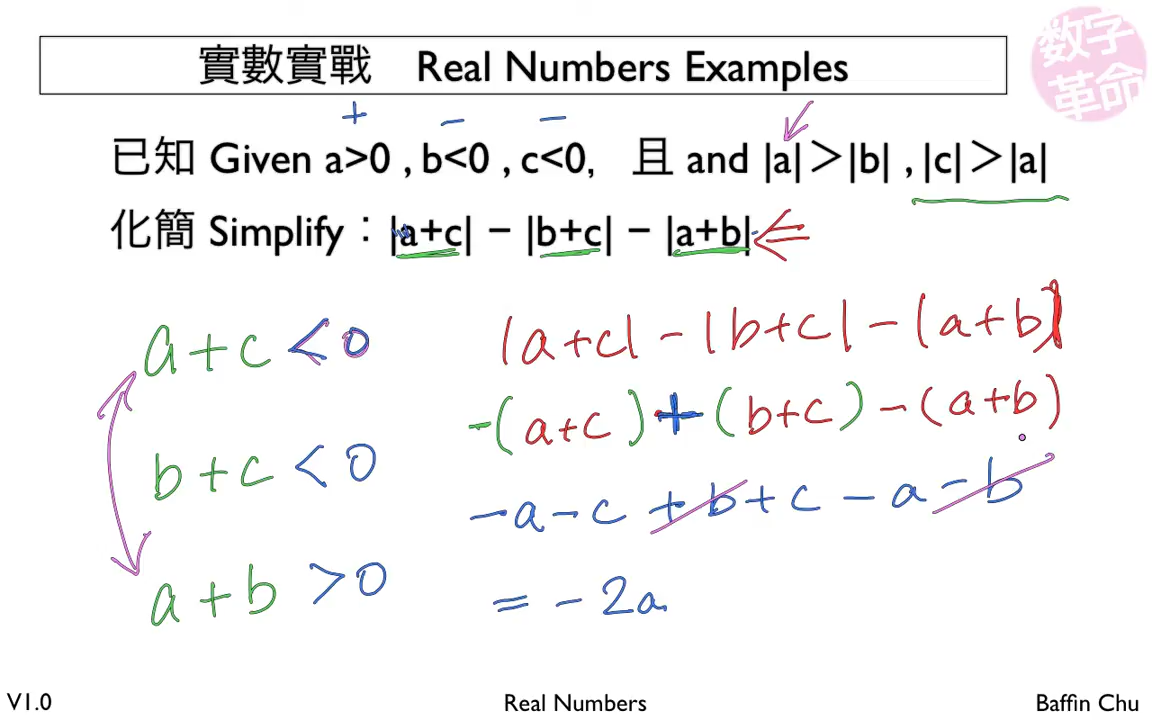 實數實戰 Real Numbers Examples
数字
革命
+ − −
已知 Given a>0 , b<0 , c<0, 且 and |a|＞|b| , |c|＞|a|
化簡 Simplify：|a+c| − |b+c| − |a+b|
a+c <0
|a+c| − |b+c| − |a+b|
−(a+c) + (b+c) − (a+b)
b+c <0
−a−c +b+c −a −b
a+b >0
= −2a
V1.0
Real Numbers
Baffin Chu